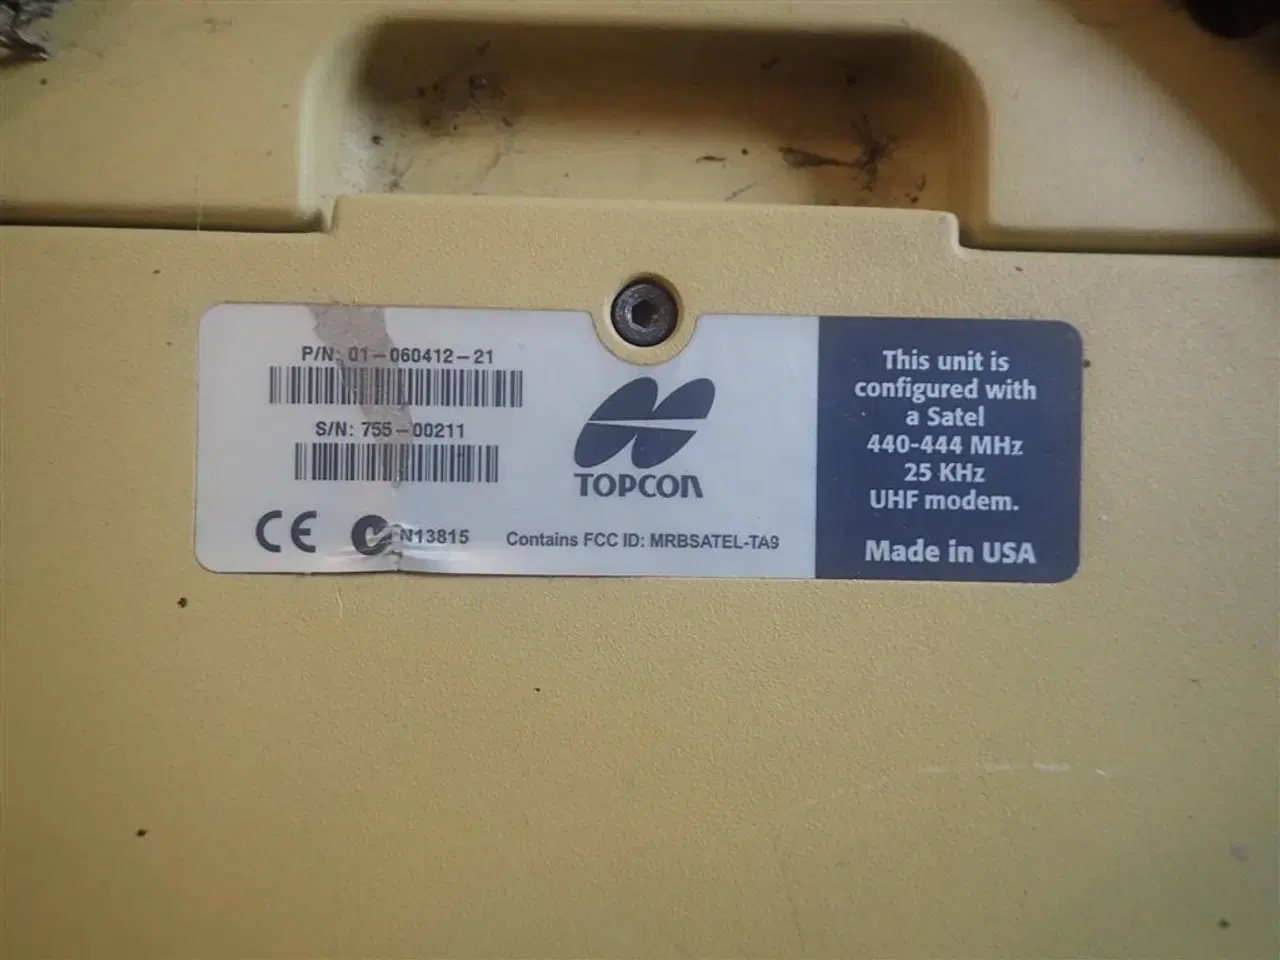 P/N: 01-060412-21
S/N: 755-00211
CE N13815
TOPCON
Contains FCC ID: MRBSATEL-TA9
This unit is
configured with
a Satel
440-444 MHz
25 KHz
UHF modem.
Made in USA